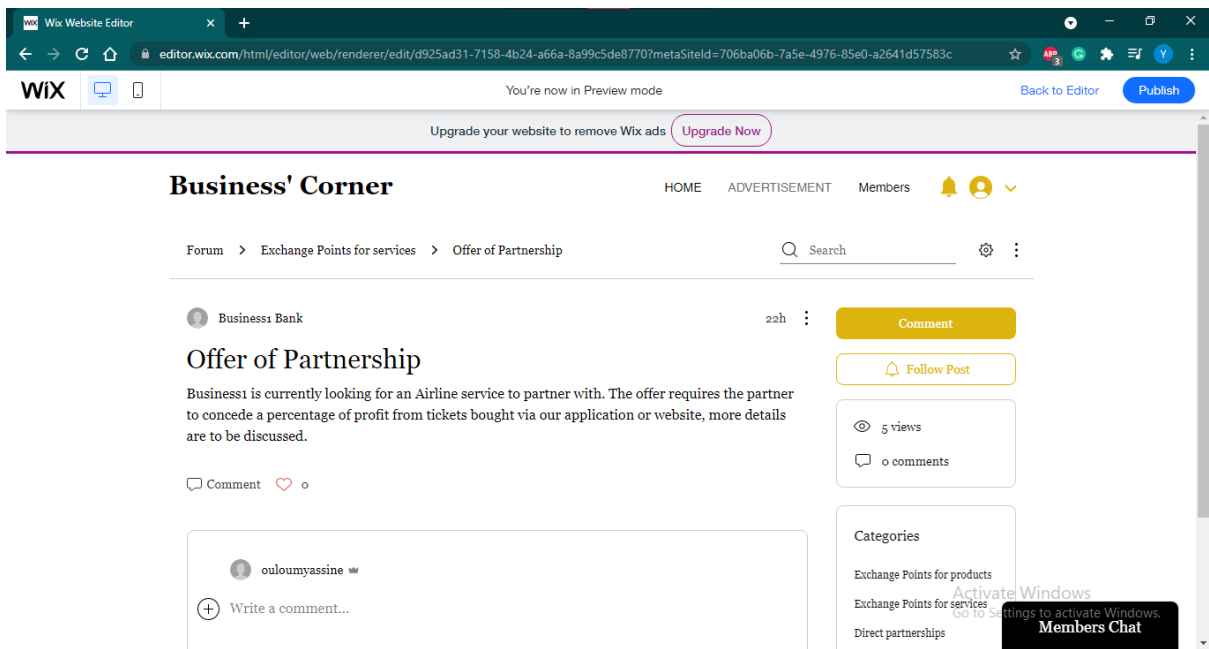 WiX Wix Website Editor
editor.wix.com/html/editor/web/renderer/edit/d925ad31-7158-4b24-a66a-8a99c5de8770?metaSiteId=706ba06b-7a5e-4976-85e0-a2641d57583c
ABP 3 G Y
WiX You're now in Preview mode Back to Editor Publish
Upgrade your website to remove Wix ads Upgrade Now
Business' Corner HOME ADVERTISEMENT Members
Forum > Exchange Points for services > Offer of Partnership Search
Business1 Bank 22h
Comment
Offer of Partnership
Follow Post
Business1 is currently looking for an Airline service to partner with. The offer requires the partner
to concede a percentage of profit from tickets bought via our application or website, more details
are to be discussed.
5 views
0 comments
Comment 0
Categories
ouloumyassine
Exchange Points for products
Write a comment...
Exchange Points for services
Direct partnerships
Activate Windows
Go to Settings to activate Windows.
Members Chat